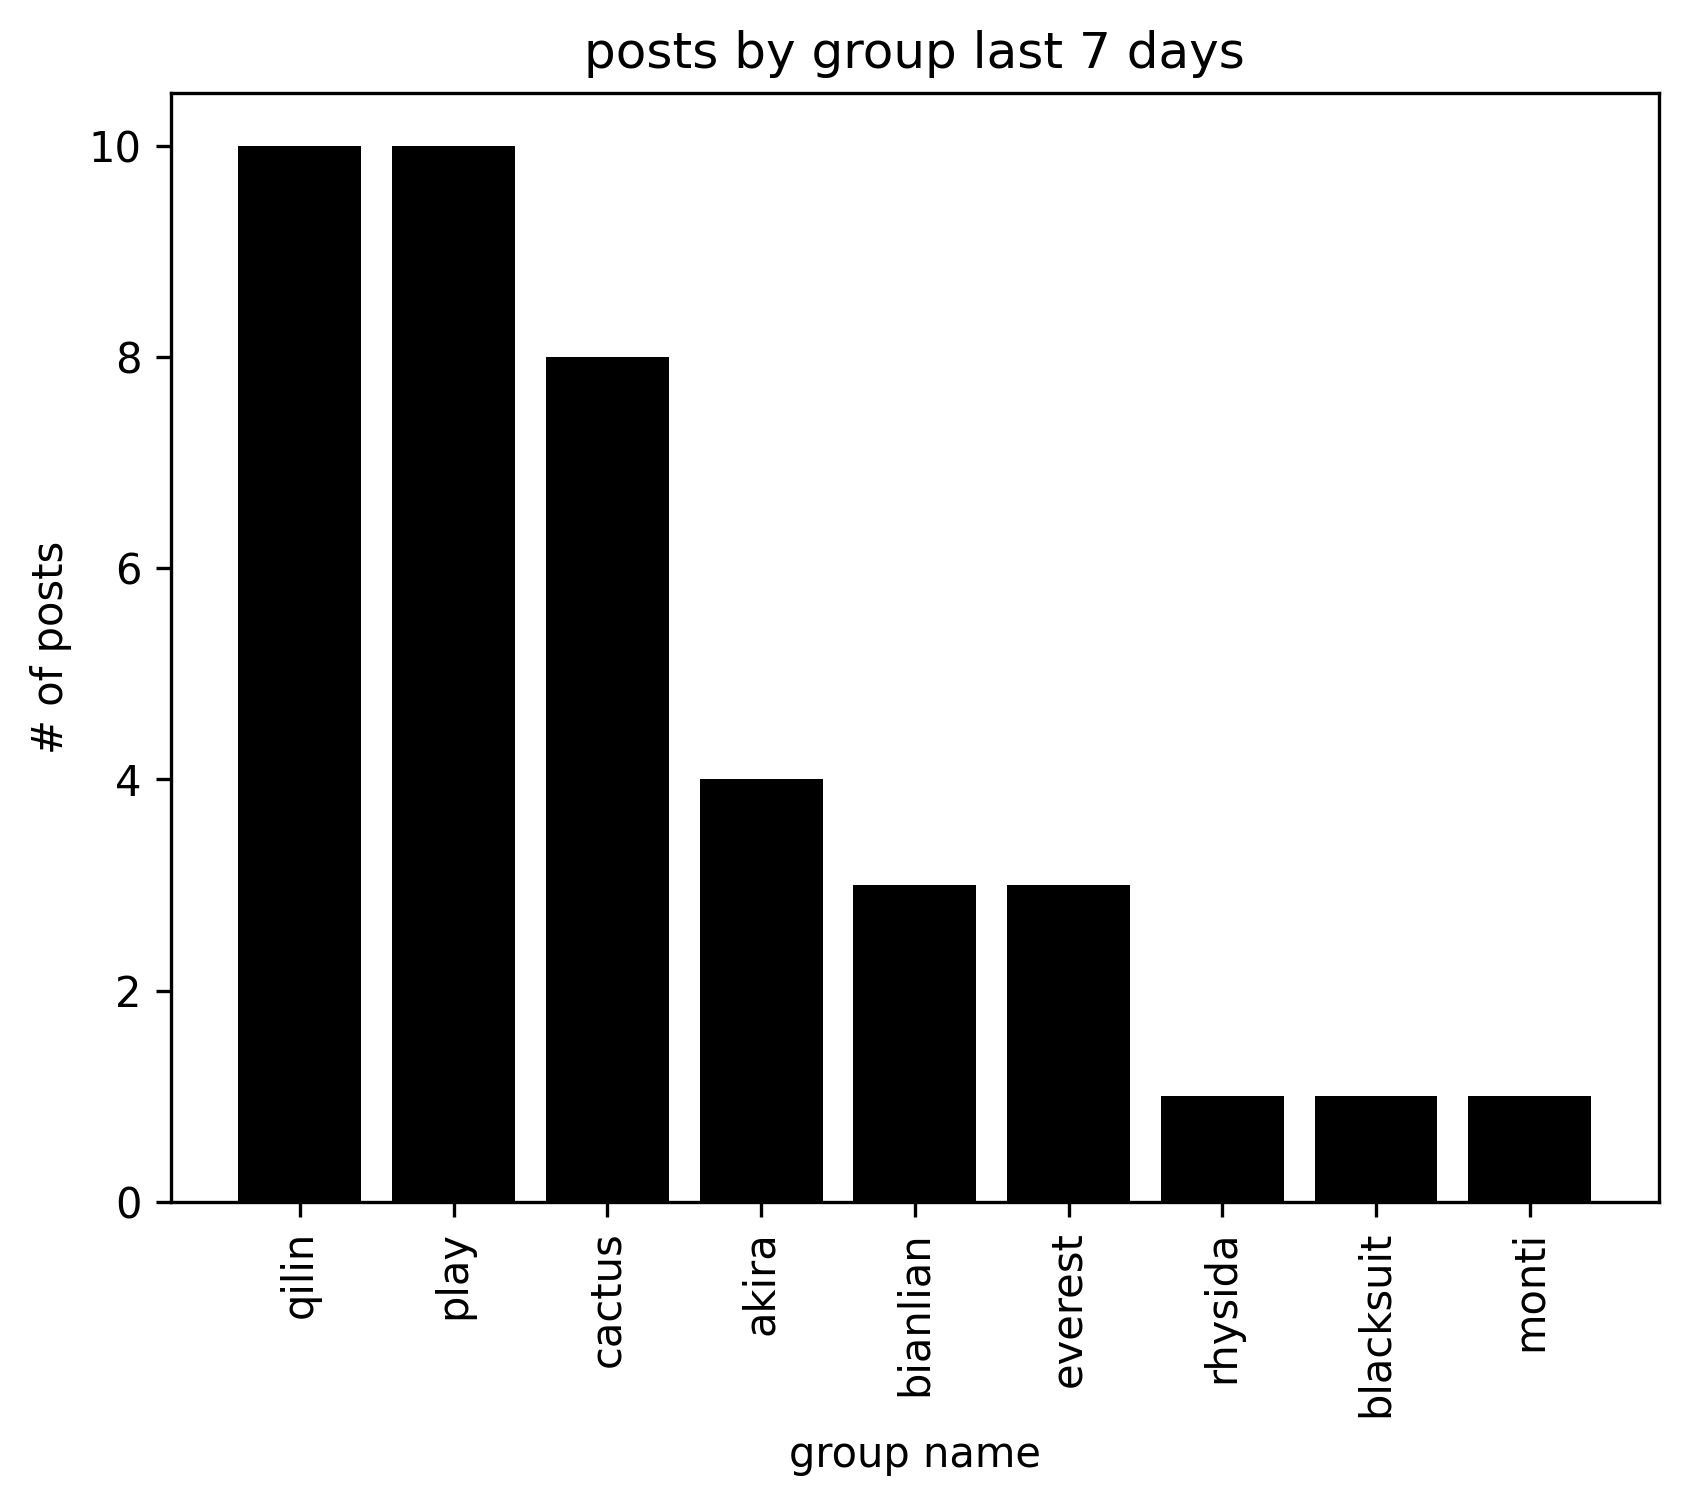 posts by group last 7 days
# of posts
10
8
6
4
2
0
qilin
play
cactus
akira
bianlian
everest
rhysida
blacksuit
monti
group name